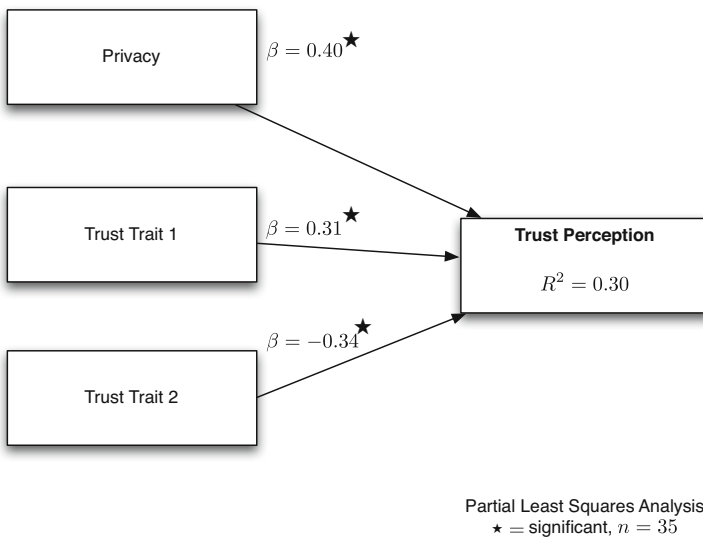 Privacy
β = 0.40★
Trust Trait 1
β = 0.31★
Trust Perception
R² = 0.30
β = −0.34★
Trust Trait 2
Partial Least Squares Analysis
★ = significant, n = 35